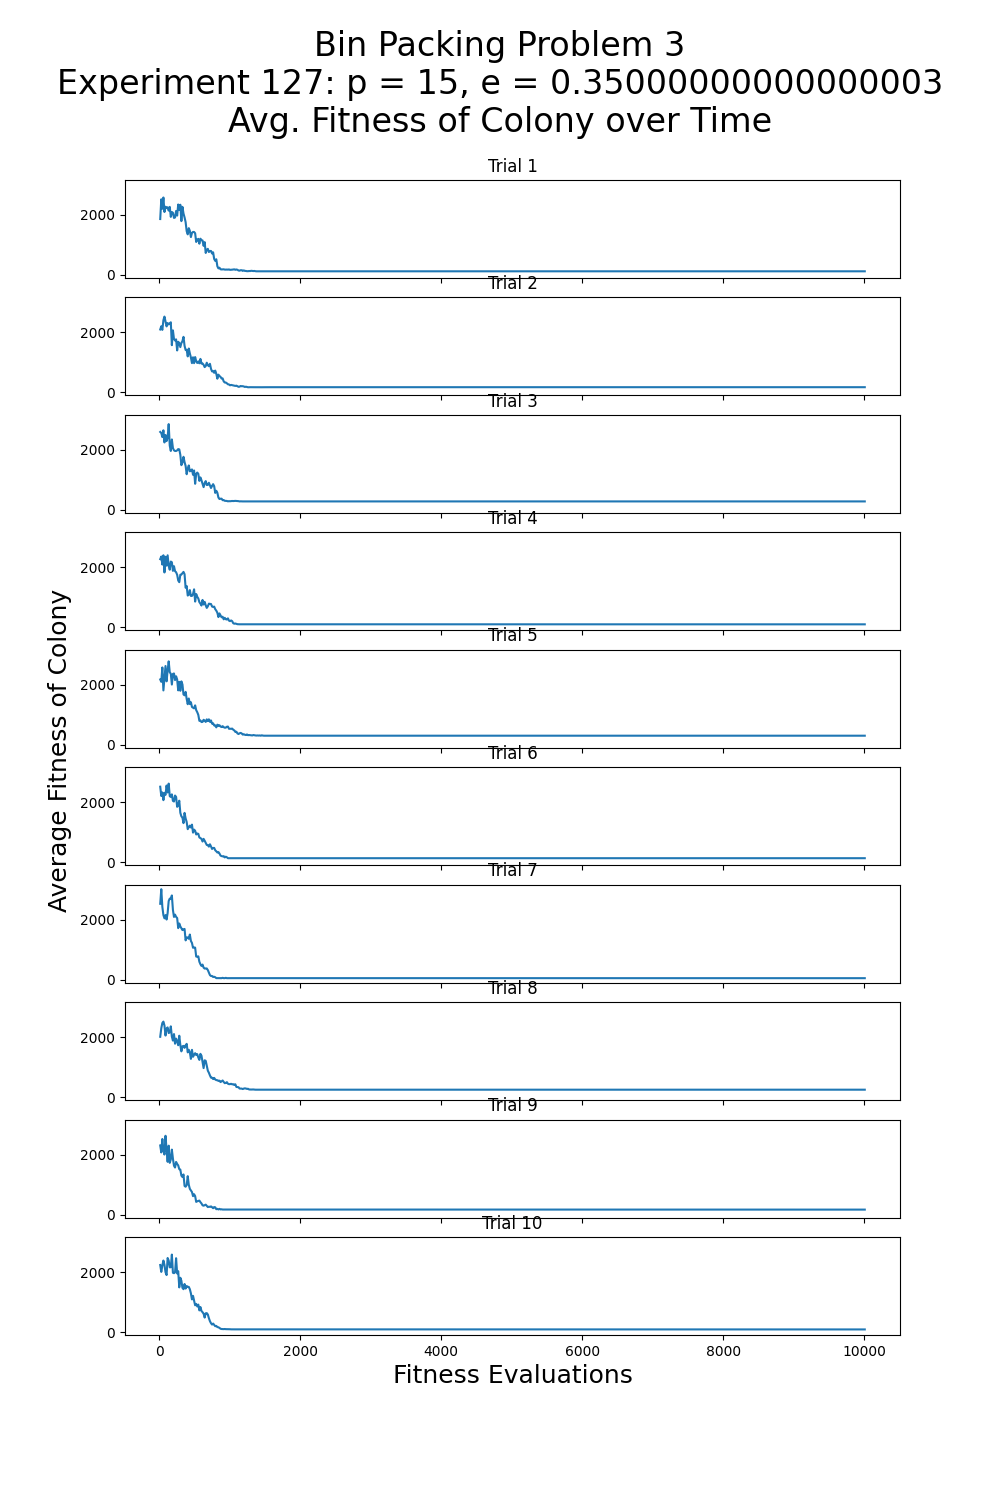 Bin Packing Problem 3
Experiment 127: p = 15, e = 0.35000000000000003
Avg. Fitness of Colony over Time
Trial 1
2000
0
Trial 2
2000
0
Trial 3
2000
0
Trial 4
2000
0
Trial 5
2000
0
Trial 6
2000
0
Trial 7
2000
0
Trial 8
2000
0
Trial 9
2000
0
Trial 10
2000
0
0 2000 4000 6000 8000 10000
Fitness Evaluations
Average Fitness of Colony